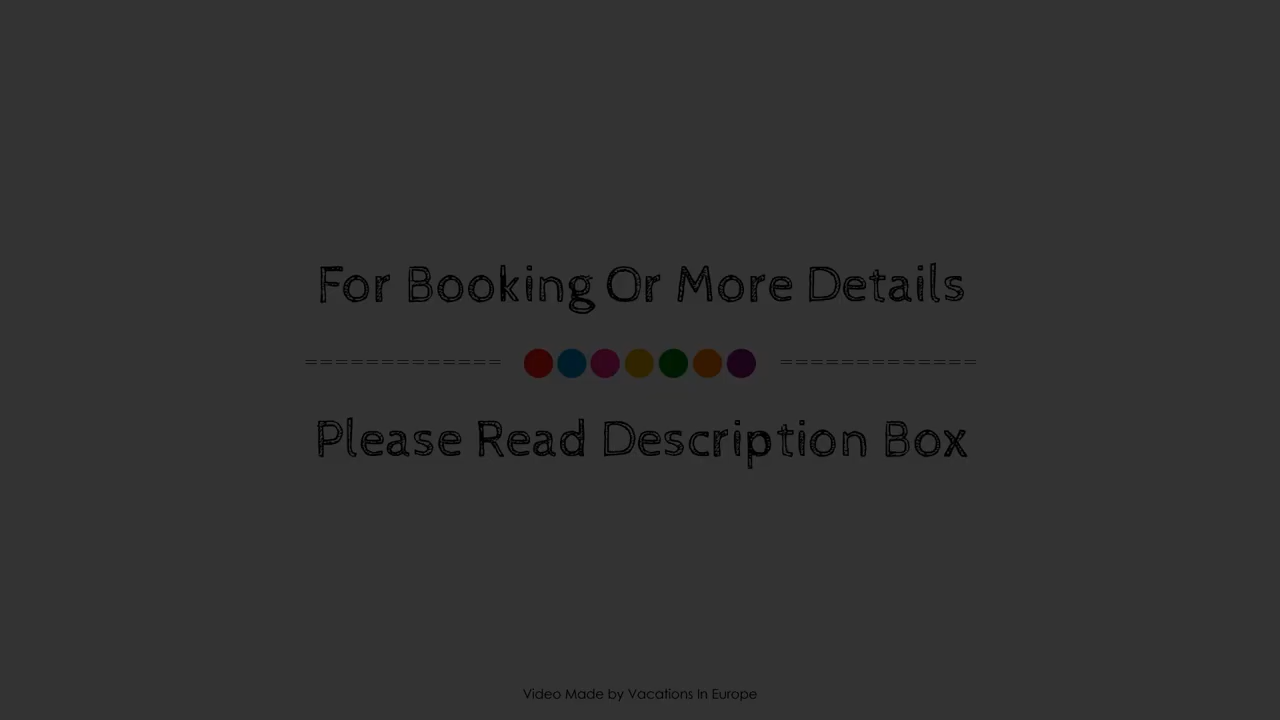 For Booking Or More Details
============= =============
Please Read Description Box
Video Made by Vacations In Europe